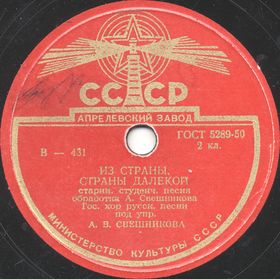 СССР
АПРЕЛЕВСКИЙ ЗАВОД
ГОСТ 5289-50
2 кл.
В — 431
ИЗ СТРАНЫ,
СТРАНЫ ДАЛЕКОЙ
старин. студенч. песня
обработка А. Свешникова
Гос. хор русск. песни
под упр.
А. В. СВЕШНИКОВА
МИНИСТЕРСТВО КУЛЬТУРЫ СССР